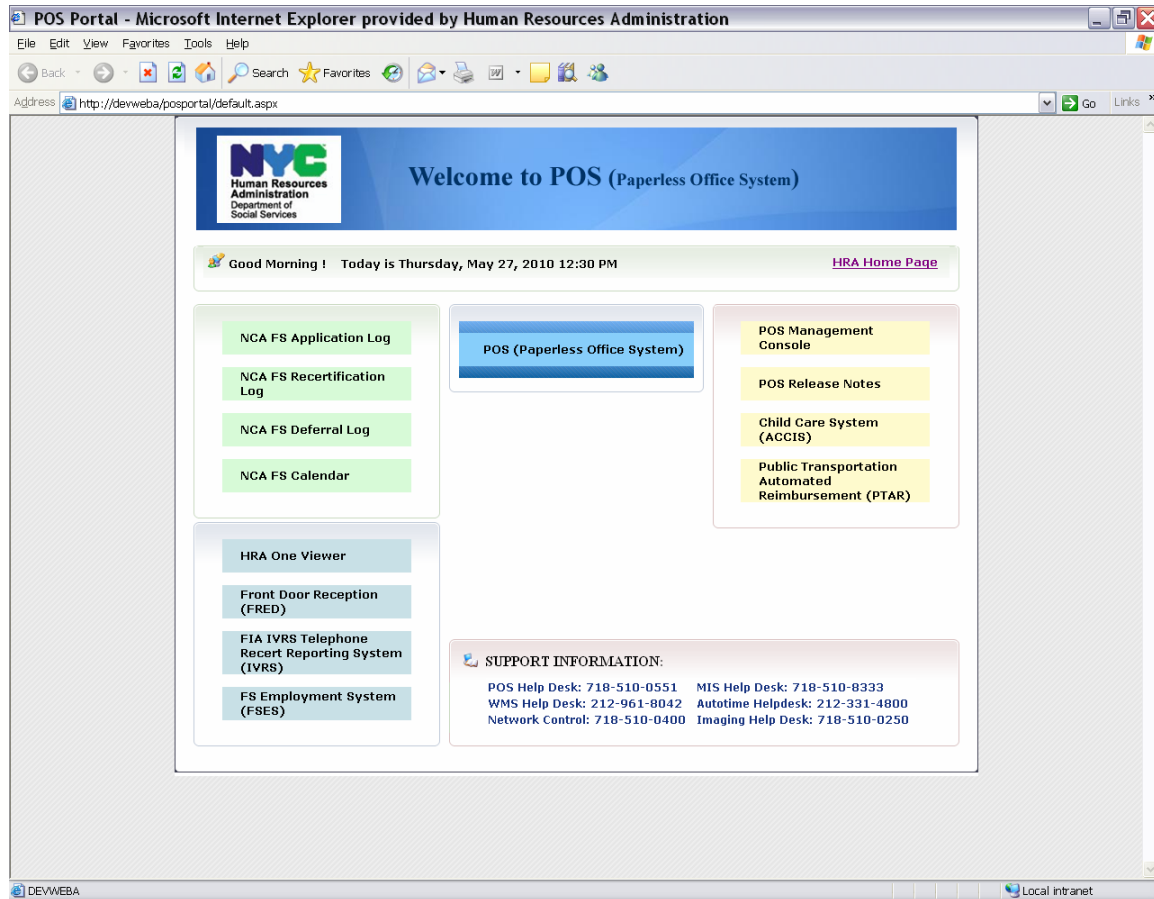 POS Portal - Microsoft Internet Explorer provided by Human Resources Administration
File Edit View Favorites Tools Help
Back Search Favorites
Address http://devweba/posportal/default.aspx Go Links »
NYC
Human Resources
Administration
Department of
Social Services
Welcome to POS (Paperless Office System)
Good Morning ! Today is Thursday, May 27, 2010 12:30 PM
HRA Home Page
NCA FS Application Log
NCA FS Recertification
Log
NCA FS Deferral Log
NCA FS Calendar
POS (Paperless Office System)
POS Management
Console
POS Release Notes
Child Care System
(ACCIS)
Public Transportation
Automated
Reimbursement (PTAR)
HRA One Viewer
Front Door Reception
(FRED)
FIA IVRS Telephone
Recert Reporting System
(IVRS)
FS Employment System
(FSES)
SUPPORT INFORMATION:
POS Help Desk: 718-510-0551 MIS Help Desk: 718-510-8333
WMS Help Desk: 212-961-8042 Autotime Helpdesk: 212-331-4800
Network Control: 718-510-0400 Imaging Help Desk: 718-510-0250
DEVWEBA
Local intranet